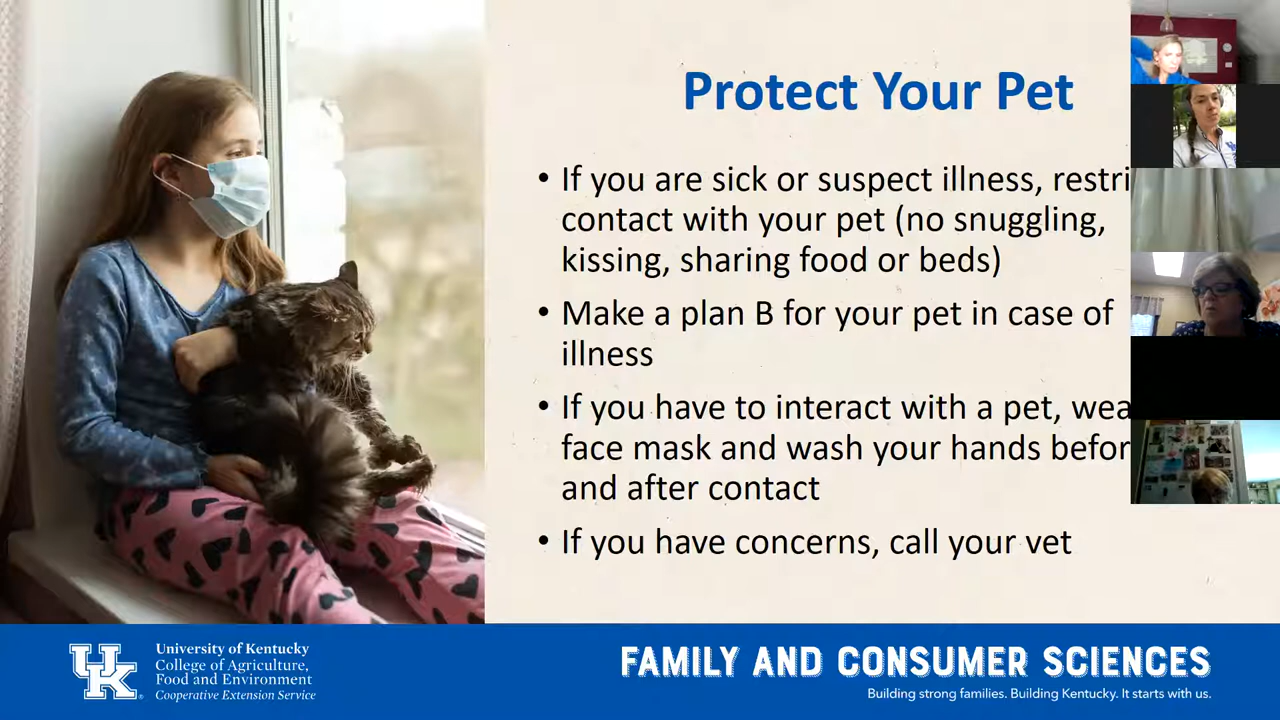 Protect Your Pet
• If you are sick or suspect illness, restri
contact with your pet (no snuggling,
kissing, sharing food or beds)
• Make a plan B for your pet in case of
illness
• If you have to interact with a pet, wea
face mask and wash your hands befor
and after contact
• If you have concerns, call your vet
UK
University of Kentucky
College of Agriculture,
Food and Environment
Cooperative Extension Service
FAMILY AND CONSUMER SCIENCES
Building strong families. Building Kentucky. It starts with us.